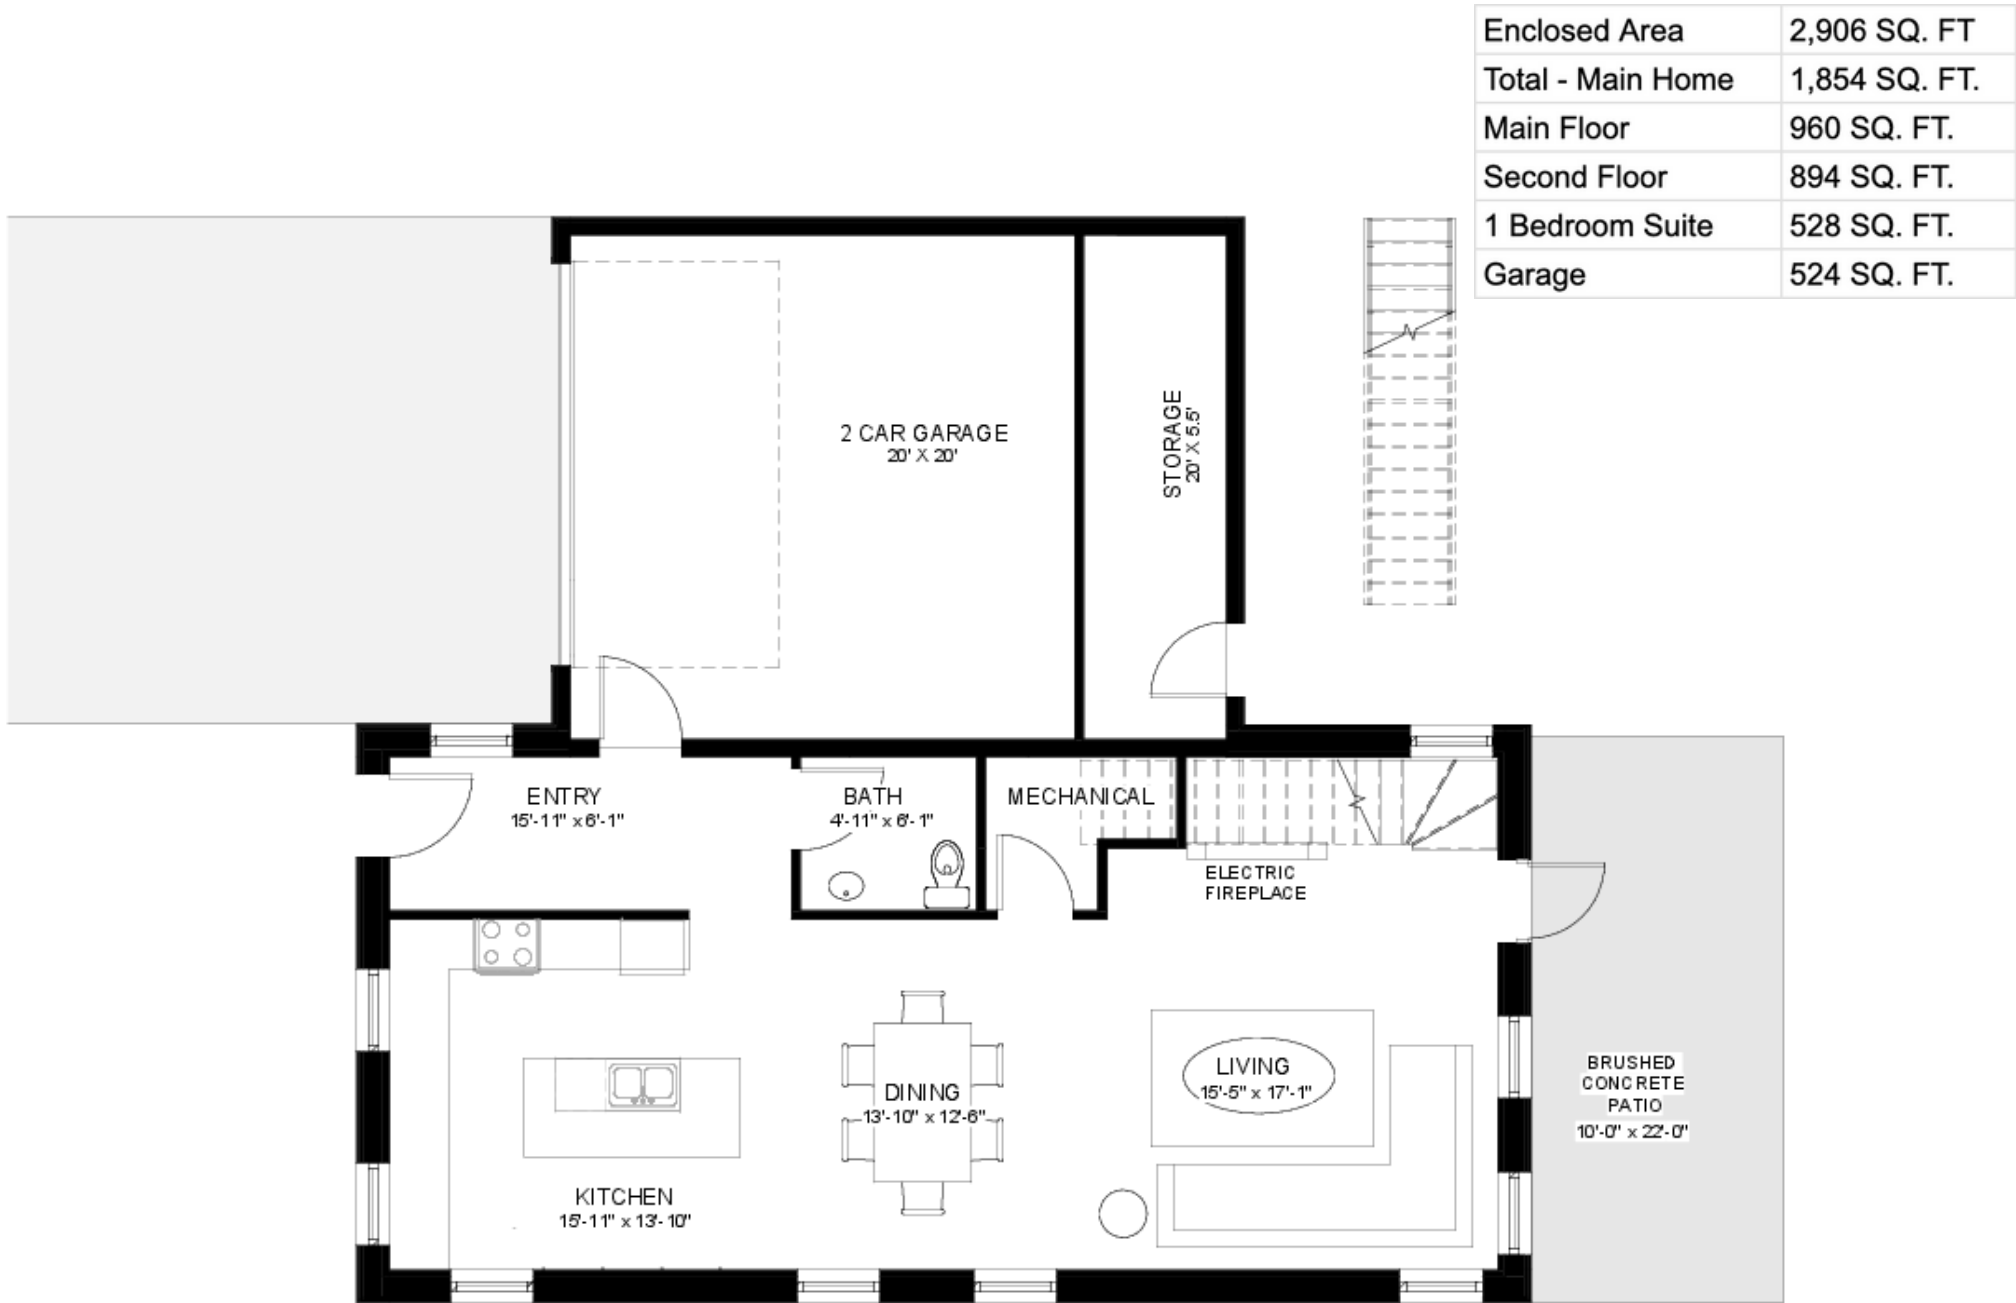 Enclosed Area 2,906 SQ. FT
Total - Main Home 1,854 SQ. FT.
Main Floor 960 SQ. FT.
Second Floor 894 SQ. FT.
1 Bedroom Suite 528 SQ. FT.
Garage 524 SQ. FT.
2 CAR GARAGE
20' X 20'
STORAGE
20' X 5.5'
ENTRY
15'-11" x 6'-1"
BATH
4'-11" x 6'-1"
MECHANICAL
ELECTRIC
FIREPLACE
LIVING
15'-5" x 17'-1"
DINING
13'-10" x 12'-6"
KITCHEN
15'-11" x 13'-10"
BRUSHED
CONCRETE
PATIO
10'-0" x 22'-0"